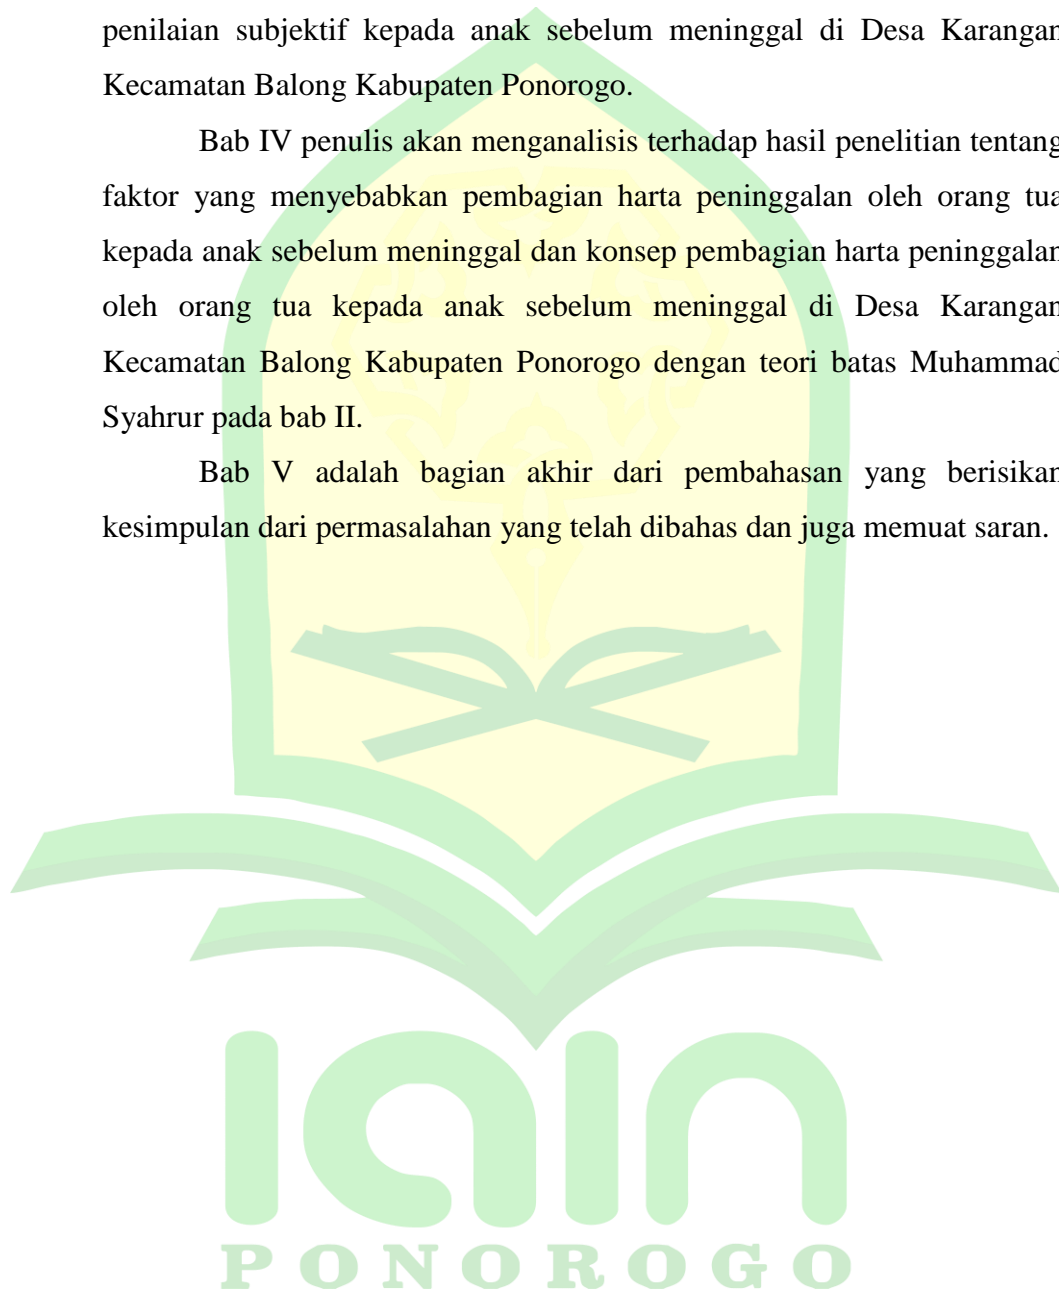 penilaian subjektif kepada anak sebelum meninggal di Desa Karangan
Kecamatan Balong Kabupaten Ponorogo.
Bab IV penulis akan menganalisis terhadap hasil penelitian tentang
faktor yang menyebabkan pembagian harta peninggalan oleh orang tua
kepada anak sebelum meninggal dan konsep pembagian harta peninggalan
oleh orang tua kepada anak sebelum meninggal di Desa Karangan
Kecamatan Balong Kabupaten Ponorogo dengan teori batas Muhammad
Syahrur pada bab II.
Bab V adalah bagian akhir dari pembahasan yang berisikan
kesimpulan dari permasalahan yang telah dibahas dan juga memuat saran.
iain
PONOROGO